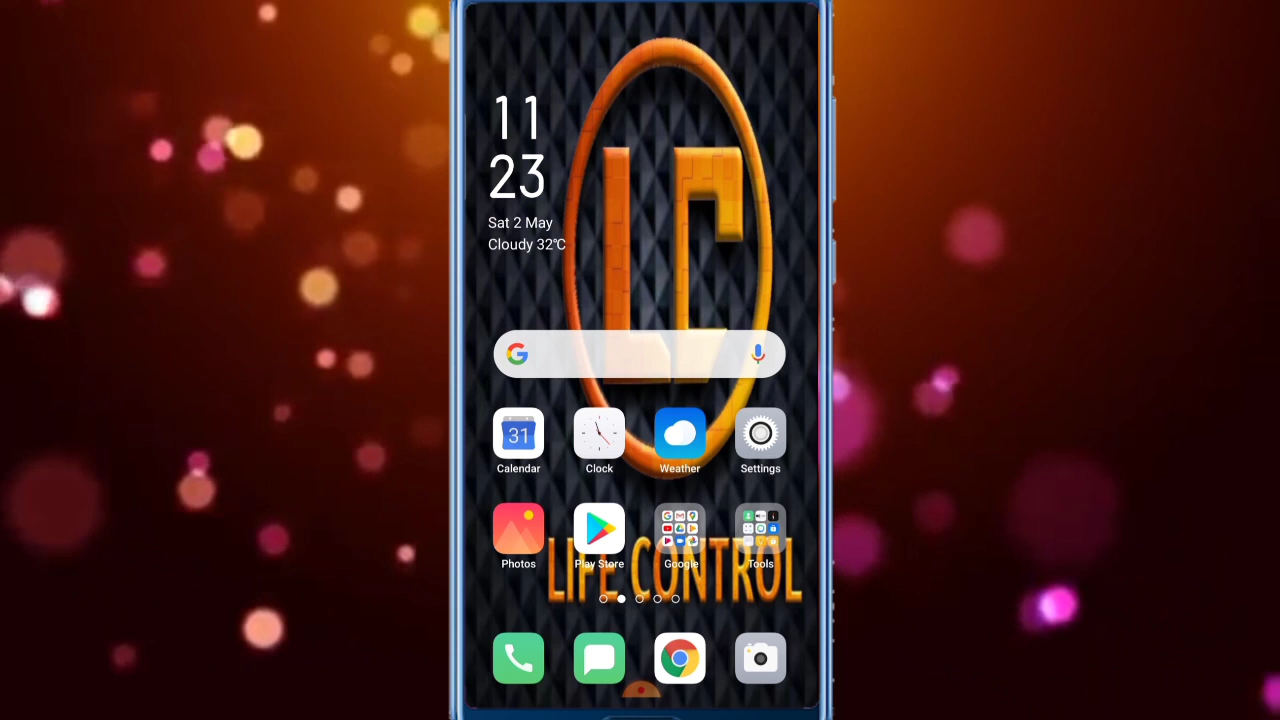 11
23
Sat 2 May
Cloudy 32℃
LC
31
Calendar
Clock
Weather
Settings
Photos
Play Store
Google
Tools
LIFE CONTROL